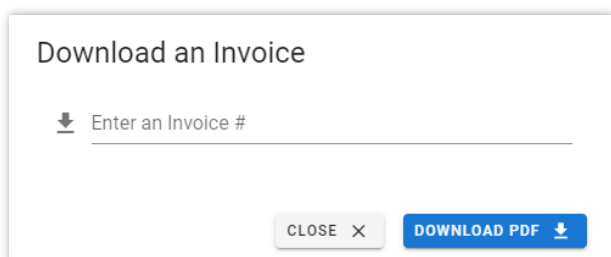 Download an Invoice
Enter an Invoice #
CLOSE DOWNLOAD PDF